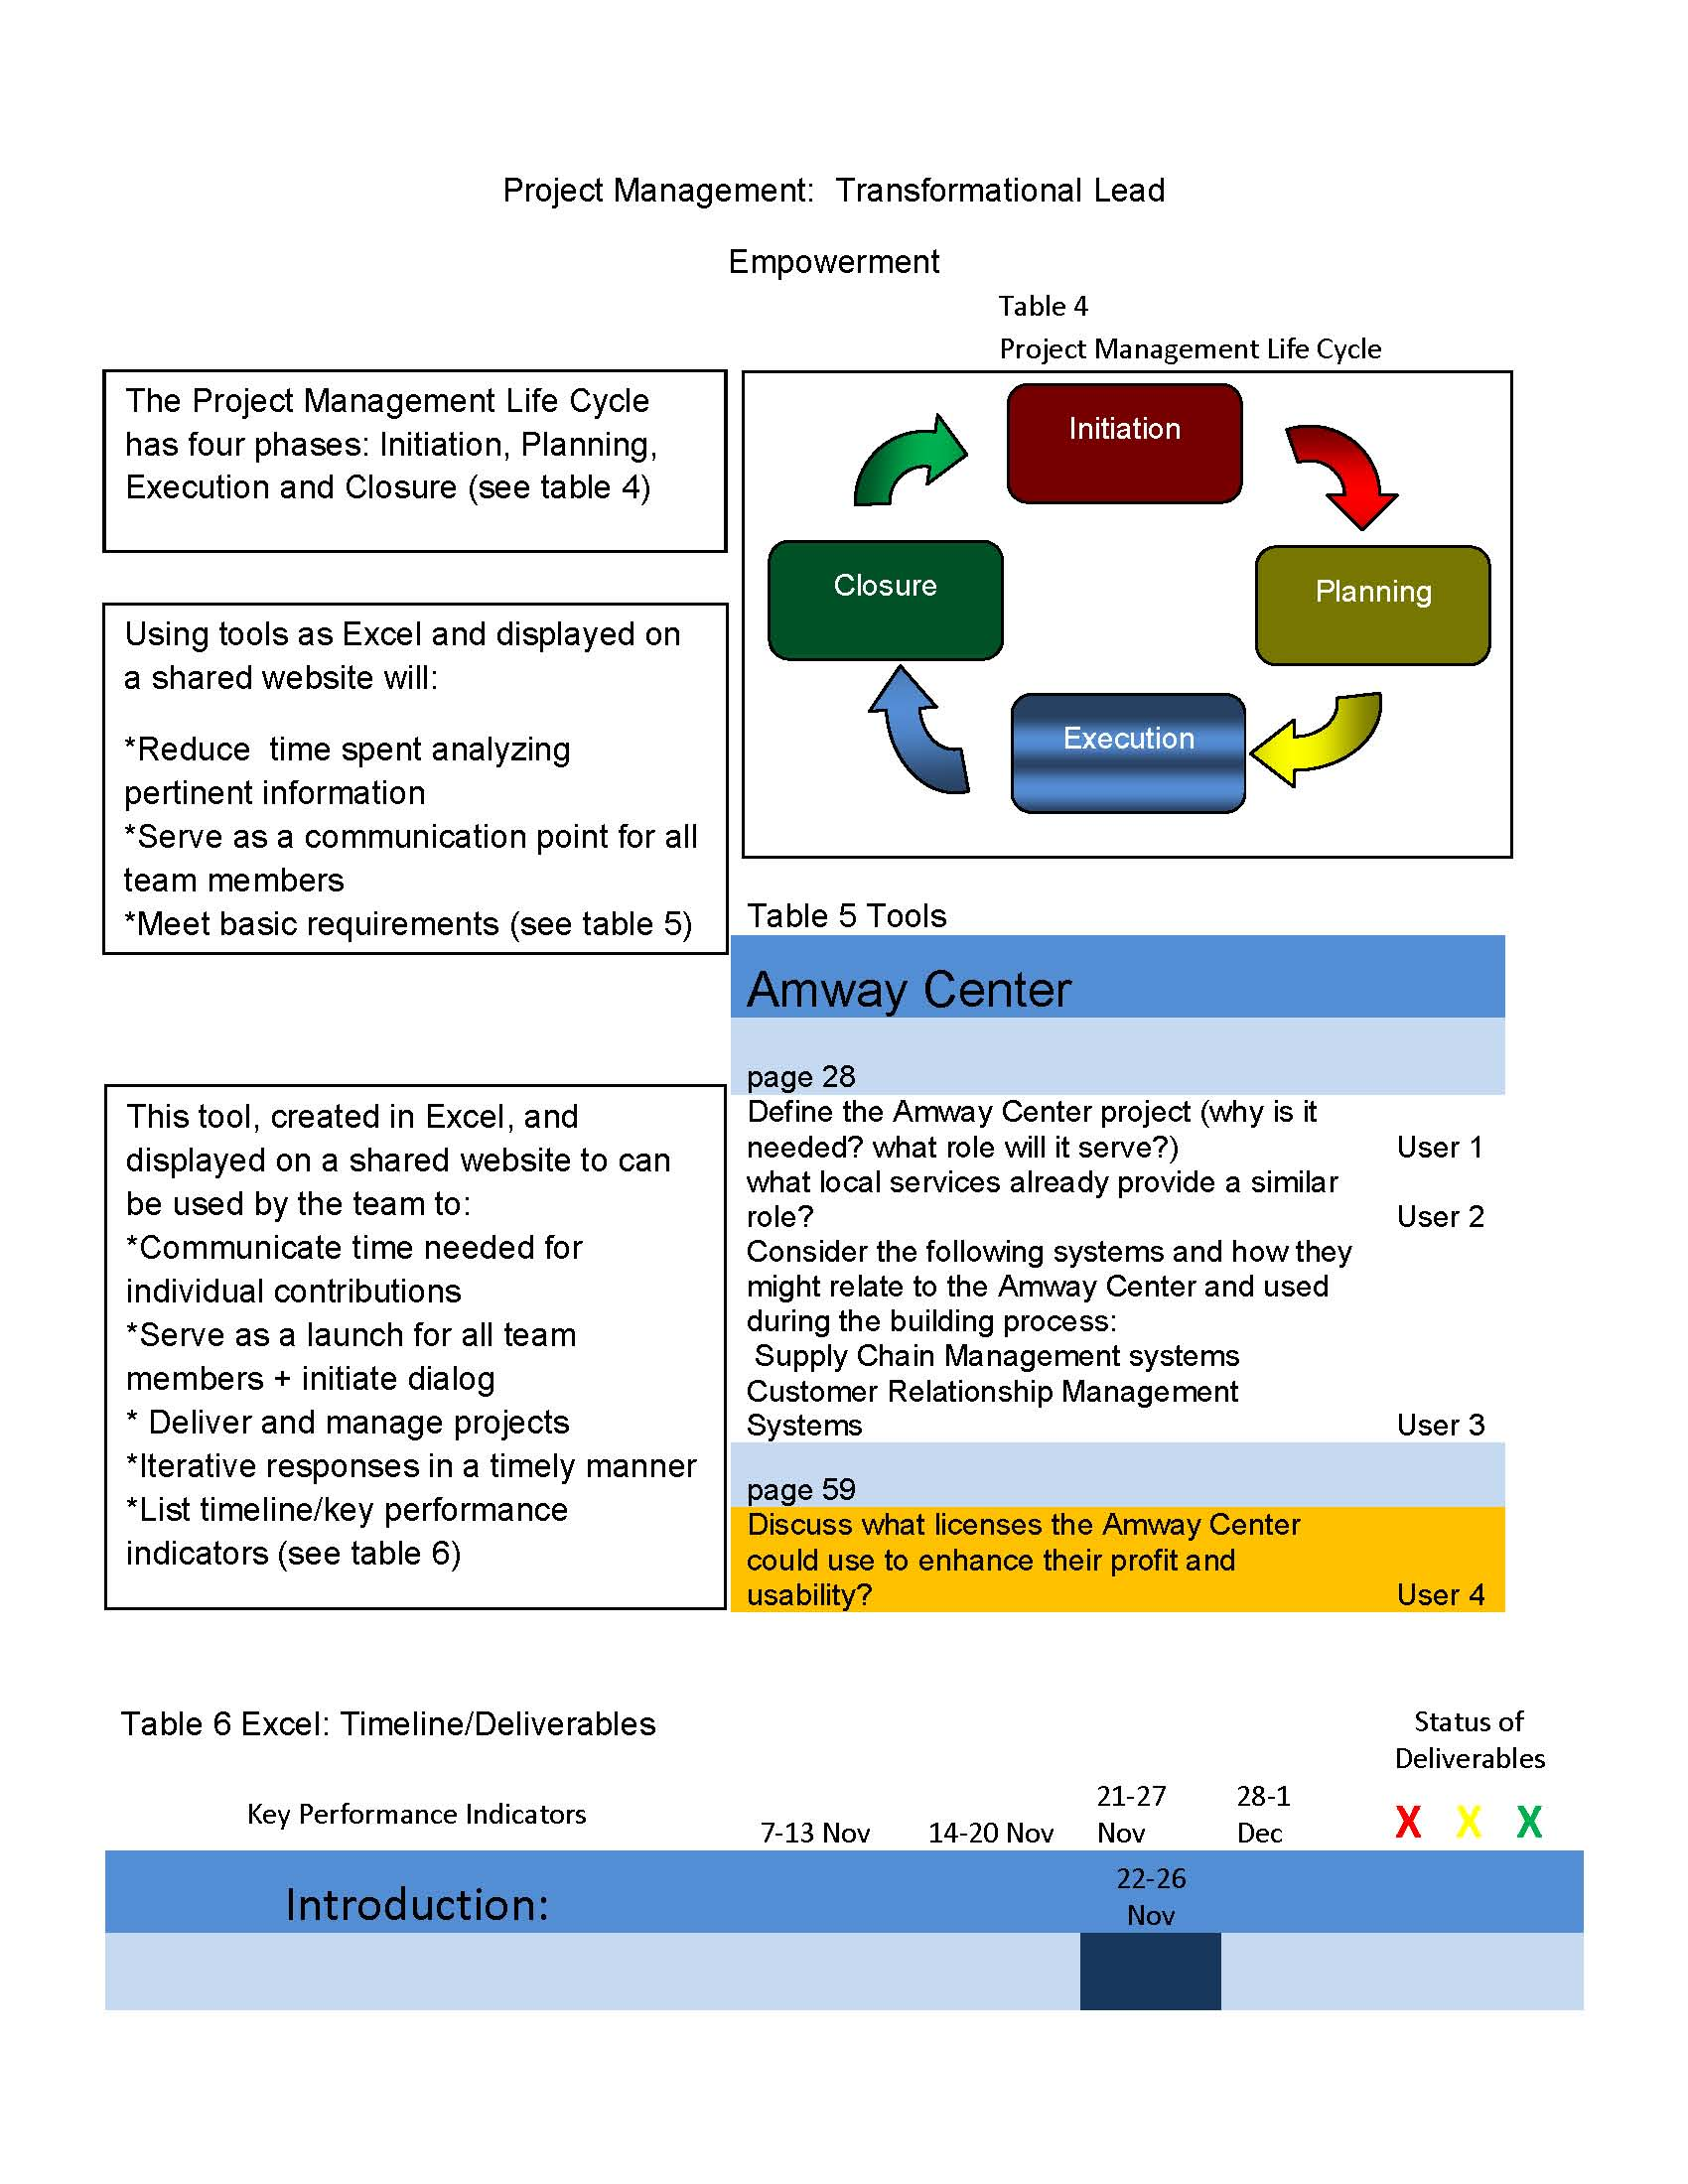 Project Management:  Transformational Lead
Empowerment
Table 4
Project Management Life Cycle
The Project Management Life Cycle
has four phases: Initiation, Planning,
Execution and Closure (see table 4)
Initiation
Planning
Execution
Closure
Using tools as Excel and displayed on
a shared website will:
*Reduce  time spent analyzing
pertinent information
*Serve as a communication point for all
team members
*Meet basic requirements (see table 5)
Table 5 Tools
Amway Center
page 28
Define the Amway Center project (why is it
needed? what role will it serve?) User 1
what local services already provide a similar
role? User 2
Consider the following systems and how they
might relate to the Amway Center and used
during the building process:
Supply Chain Management systems
Customer Relationship Management
Systems User 3
page 59
Discuss what licenses the Amway Center
could use to enhance their profit and
usability? User 4
This tool, created in Excel, and
displayed on a shared website to can
be used by the team to:
*Communicate time needed for
individual contributions
*Serve as a launch for all team
members + initiate dialog
* Deliver and manage projects
*Iterative responses in a timely manner
*List timeline/key performance
indicators (see table 6)
Table 6 Excel: Timeline/Deliverables
Status of
Deliverables
Key Performance Indicators
7-13 Nov
14-20 Nov
21-27
Nov
28-1
Dec
X X X
Introduction:
22-26
Nov